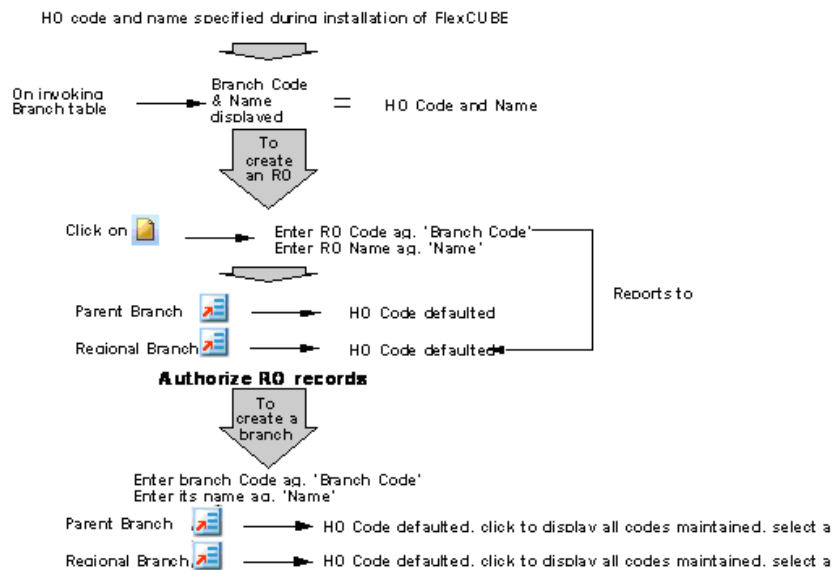 HO code and name specified during installation of FlexCUBE
On invoking
Branch table
Branch Code
& Name
displayed
=
HO Code and Name
To
create
an RO
Click on
Enter RO Code ag. 'Branch Code'
Enter RO Name ag. 'Name'
Reports to
Parent Branch
HO Code defaulted
Regional Branch
HO Code defaulted
Authorize RO records
To
create a
branch
Enter branch Code ag. 'Branch Code'
Enter its name ag. 'Name'
Parent Branch
HO Code defaulted. click to display all codes maintained. select a
Regional Branch
HO Code defaulted. click to display all codes maintained. select a